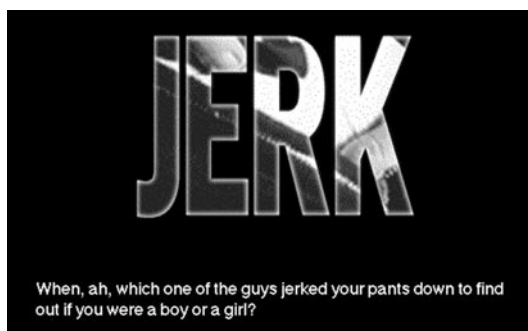 JERK
When, ah, which one of the guys jerked your pants down to find
out if you were a boy or a girl?